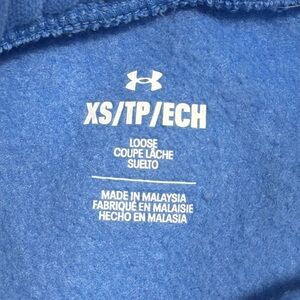 XS/TP/ECH
LOOSE
COUPE LÂCHE
SUELTO
MADE IN MALAYSIA
FABRIQUÉ EN MALAISIE
HECHO EN MALASIA